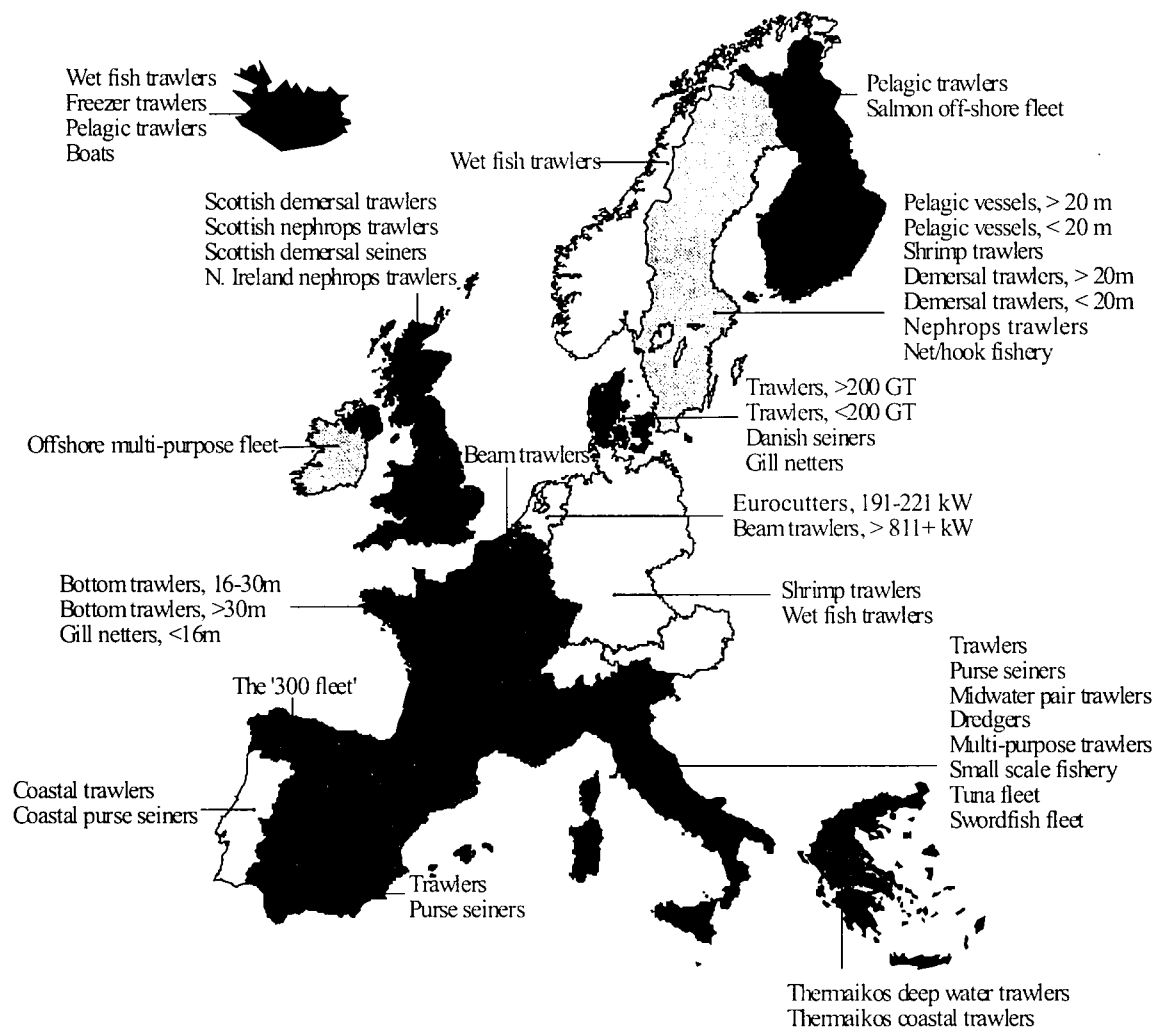 Wet fish trawlers
Freezer trawlers
Pelagic trawlers
Boats
Pelagic trawlers
Salmon off-shore fleet
Wet fish trawlers
Scottish demersal trawlers
Scottish nephrops trawlers
Scottish demersal seiners
N. Ireland nephrops trawlers
Pelagic vessels, > 20 m
Pelagic vessels, < 20 m
Shrimp trawlers
Demersal trawlers, > 20m
Demersal trawlers, < 20m
Nephrops trawlers
Net/hook fishery
Trawlers, >200 GT
Trawlers, <200 GT
Danish seiners
Gill netters
Offshore multi-purpose fleet
Beam trawlers
Eurocutters, 191-221 kW
Beam trawlers, > 811+ kW
Bottom trawlers, 16-30m
Bottom trawlers, >30m
Gill netters, <16m
Shrimp trawlers
Wet fish trawlers
The '300 fleet'
Trawlers
Purse seiners
Midwater pair trawlers
Dredgers
Multi-purpose trawlers
Small scale fishery
Tuna fleet
Swordfish fleet
Coastal trawlers
Coastal purse seiners
Trawlers
Purse seiners
Thermaikos deep water trawlers
Thermaikos coastal trawlers